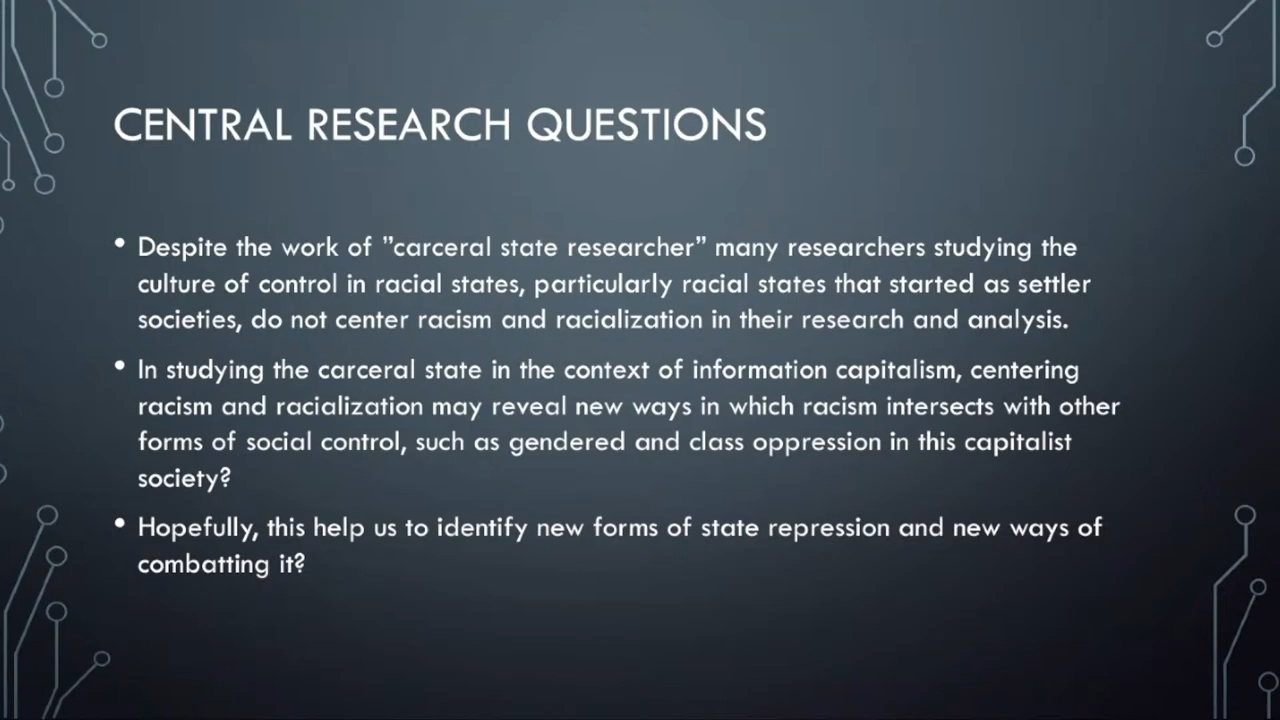 CENTRAL RESEARCH QUESTIONS
• Despite the work of ”carceral state researcher” many researchers studying the
culture of control in racial states, particularly racial states that started as settler
societies, do not center racism and racialization in their research and analysis.
• In studying the carceral state in the context of information capitalism, centering
racism and racialization may reveal new ways in which racism intersects with other
forms of social control, such as gendered and class oppression in this capitalist
society?
• Hopefully, this help us to identify new forms of state repression and new ways of
combatting it?